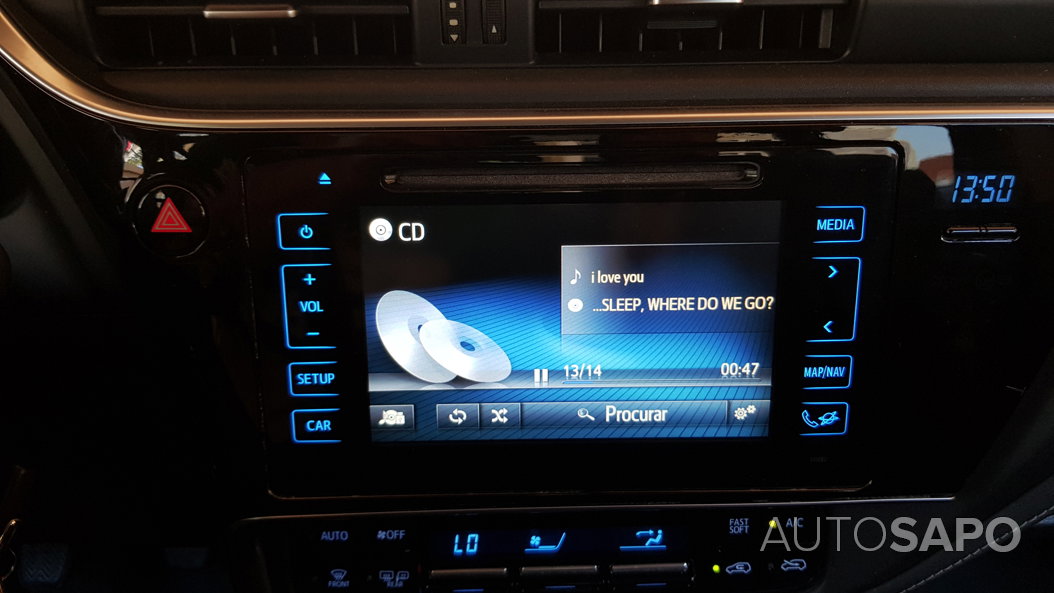 CD
MEDIA
13:50
i love you
...SLEEP, WHERE DO WE GO?
+
VOL
-
13/14
00:47
SETUP
MAP/NAV
CAR
Procurar
AUTO
OFF
LO
FAST
SOFT
A/C
FRONT
REAR
AUTOSAPO